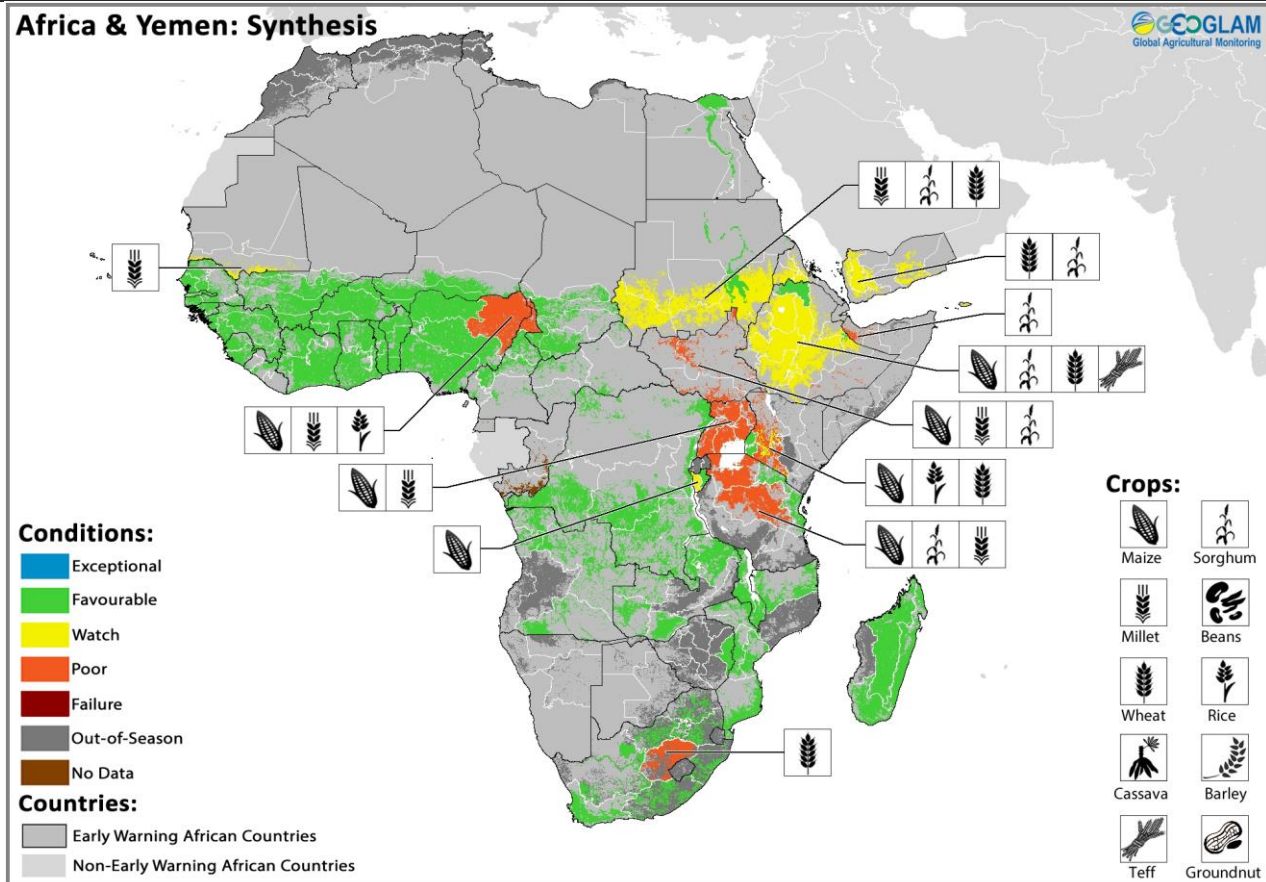 Africa & Yemen: Synthesis
GEOGLAM
Global Agricultural Monitoring
Conditions:
Exceptional
Favourable
Watch
Poor
Failure
Out-of-Season
No Data
Countries:
Early Warning African Countries
Non-Early Warning African Countries
Crops:
Maize Sorghum
Millet Beans
Wheat Rice
Cassava Barley
Teff Groundnut